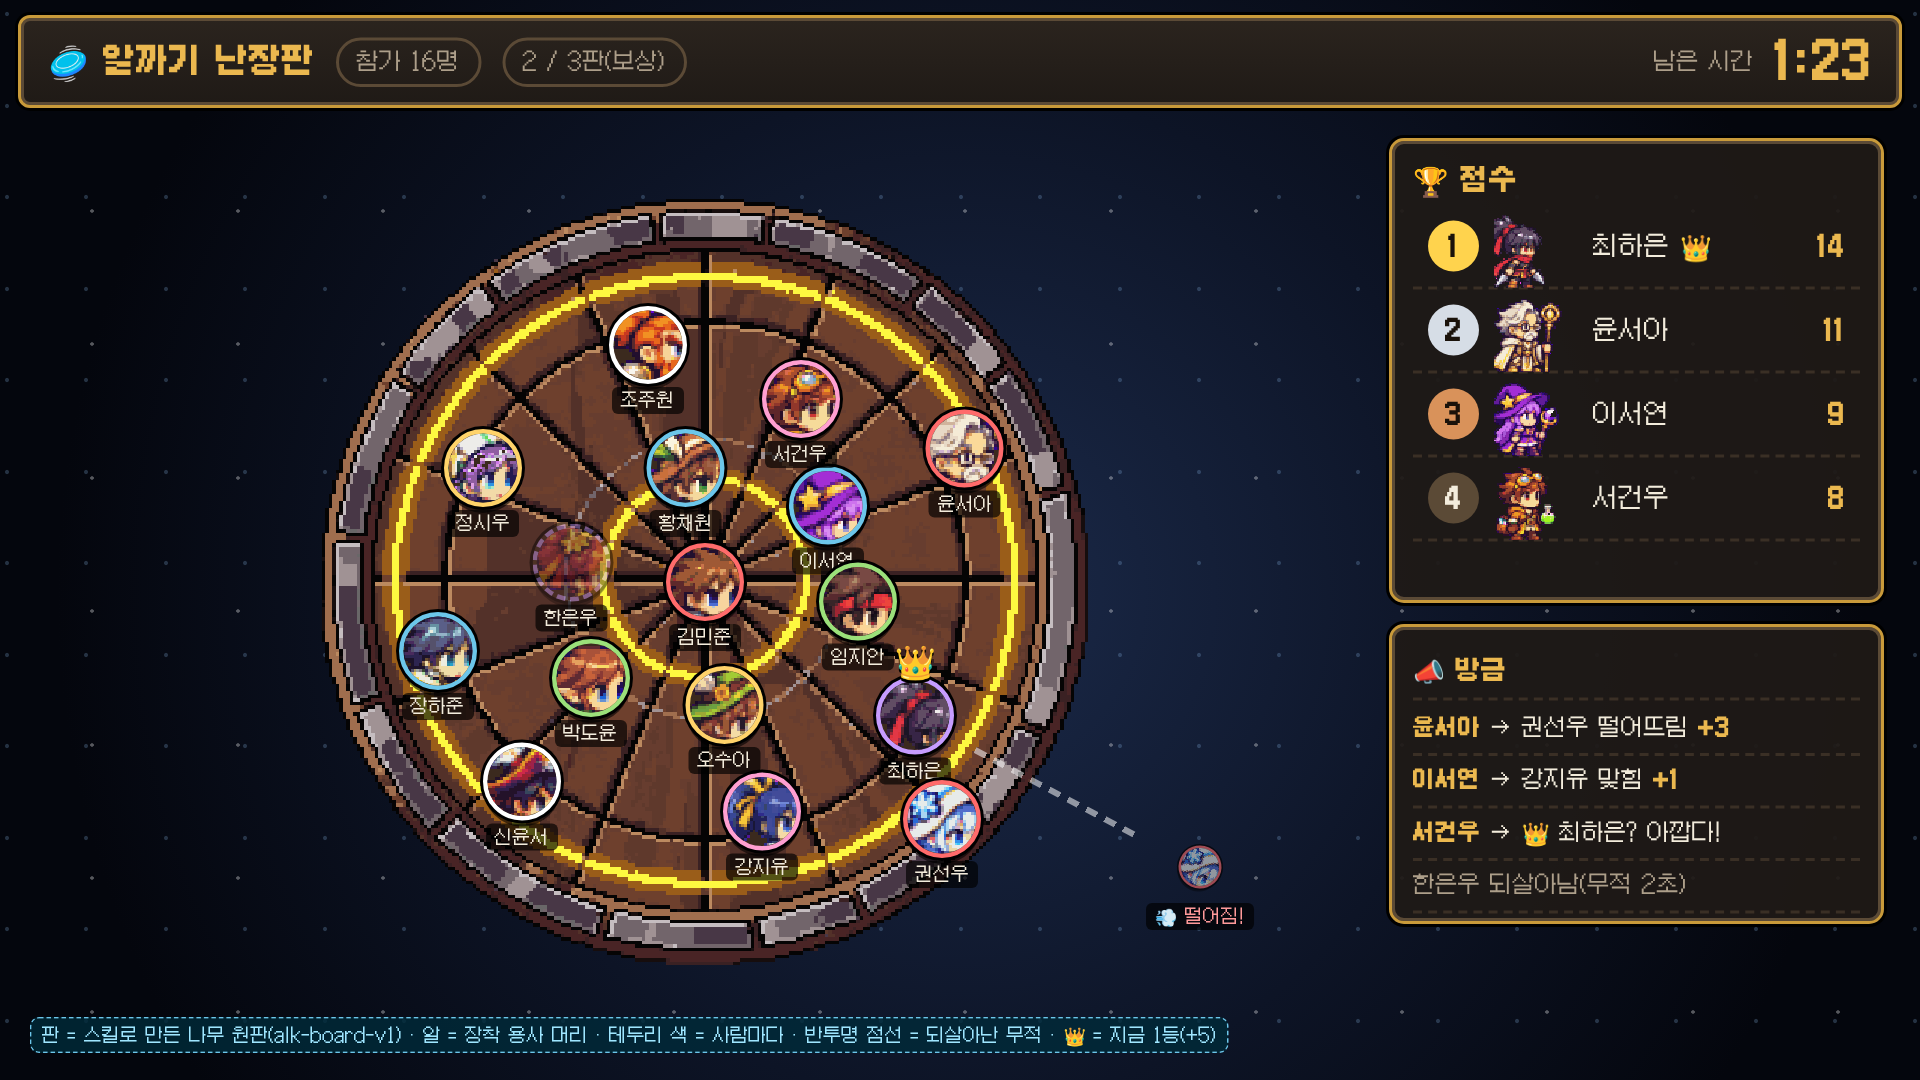 알까기 난장판
참가 16명
2 / 3판(보상)
남은 시간 1:23
조주원
서건우
윤서아
정시우
황채원
이서연
한은우
김민준
임지안
장하준
박도윤
오수아
최하은
신윤서
강지유
권선우
떨어짐!
점수
1 최하은 14
2 윤서아 11
3 이서연 9
4 서건우 8
방금
윤서아 → 권선우 떨어뜨림 +3
이서연 → 강지유 맞힘 +1
서건우 → 👑 최하은? 아깝다!
한은우 되살아남(무적 2초)
판 = 스킬로 만든 나무 원판(alk-board-v1) · 알 = 장착 용사 머리 · 테두리 색 = 사람마다 · 반투명 점선 = 되살아난 무적 · 👑 = 지금 1등(+5)